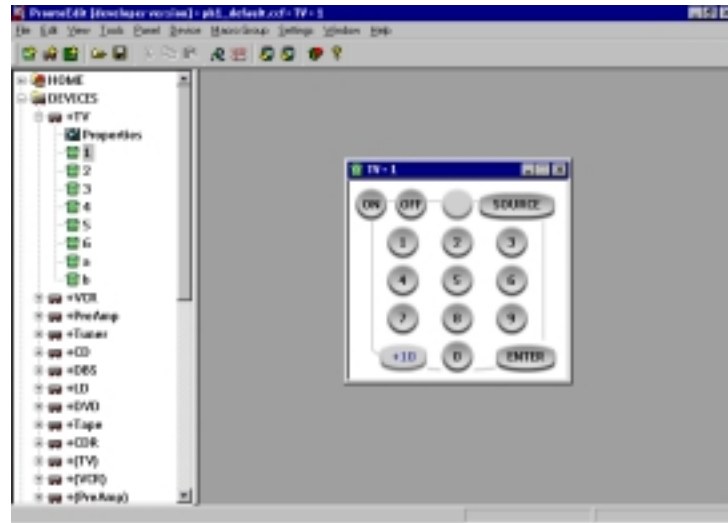 ProntoEdit [developer version] - ph1_default.ccf - TV - 1
File Edit View Tools Panel Device Macro Group Settings Window Help
HOME
DEVICES
+TV
Properties
1
2
3
4
5
6
a
b
+VCR
+PreAmp
+Tuner
+CD
+DBS
+LD
+DVD
+Tape
+CDR
+(TV)
+(VCR)
+(PreAmp)
TV - 1
ON OFF SOURCE
1 2 3
4 5 6
7 8 9
+10 0 ENTER